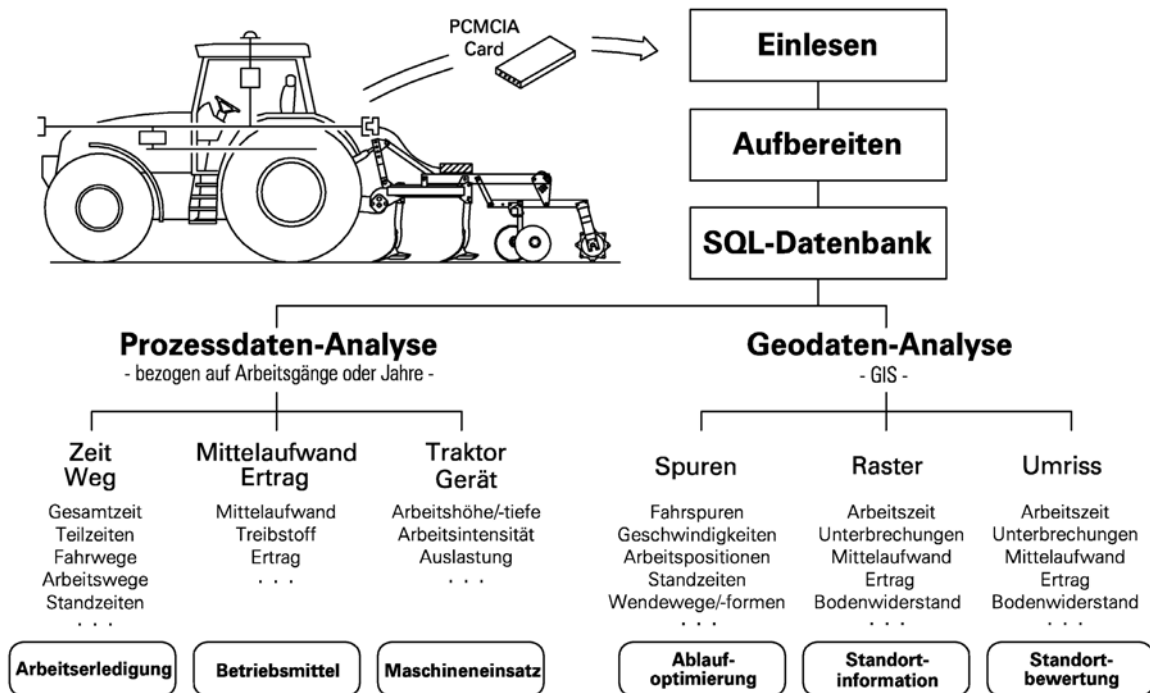 PCMCIA
Card
Einlesen
Aufbereiten
SQL-Datenbank
Prozessdaten-Analyse
- bezogen auf Arbeitsgänge oder Jahre -
Zeit
Weg
Gesamtzeit
Teilzeiten
Fahrwege
Arbeitswege
Standzeiten
. . .
Arbeitserledigung
Mittelaufwand
Ertrag
Mittelaufwand
Treibstoff
Ertrag
. . .
Betriebsmittel
Traktor
Gerät
Arbeitshöhe/-tiefe
Arbeitsintensität
Auslastung
. . .
Maschineneinsatz
Geodaten-Analyse
- GIS -
Spuren
Fahrspuren
Geschwindigkeiten
Arbeitspositionen
Standzeiten
Wendewege/-formen
. . .
Ablauf-
optimierung
Raster
Arbeitszeit
Unterbrechungen
Mittelaufwand
Ertrag
Bodenwiderstand
. . .
Standort-
information
Umriss
Arbeitszeit
Unterbrechungen
Mittelaufwand
Ertrag
Bodenwiderstand
. . .
Standort-
bewertung